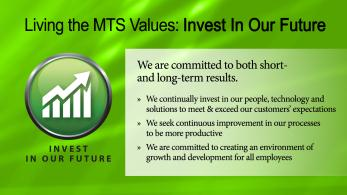 Living the MTS Values: Invest In Our Future
We are committed to both short-
and long-term results.
» We continually invest in our people, technology and
solutions to meet & exceed our customers' expectations
» We seek continuous improvement in our processes
to be more productive
» We are committed to creating an environment of
growth and development for all employees
INVEST
IN OUR FUTURE